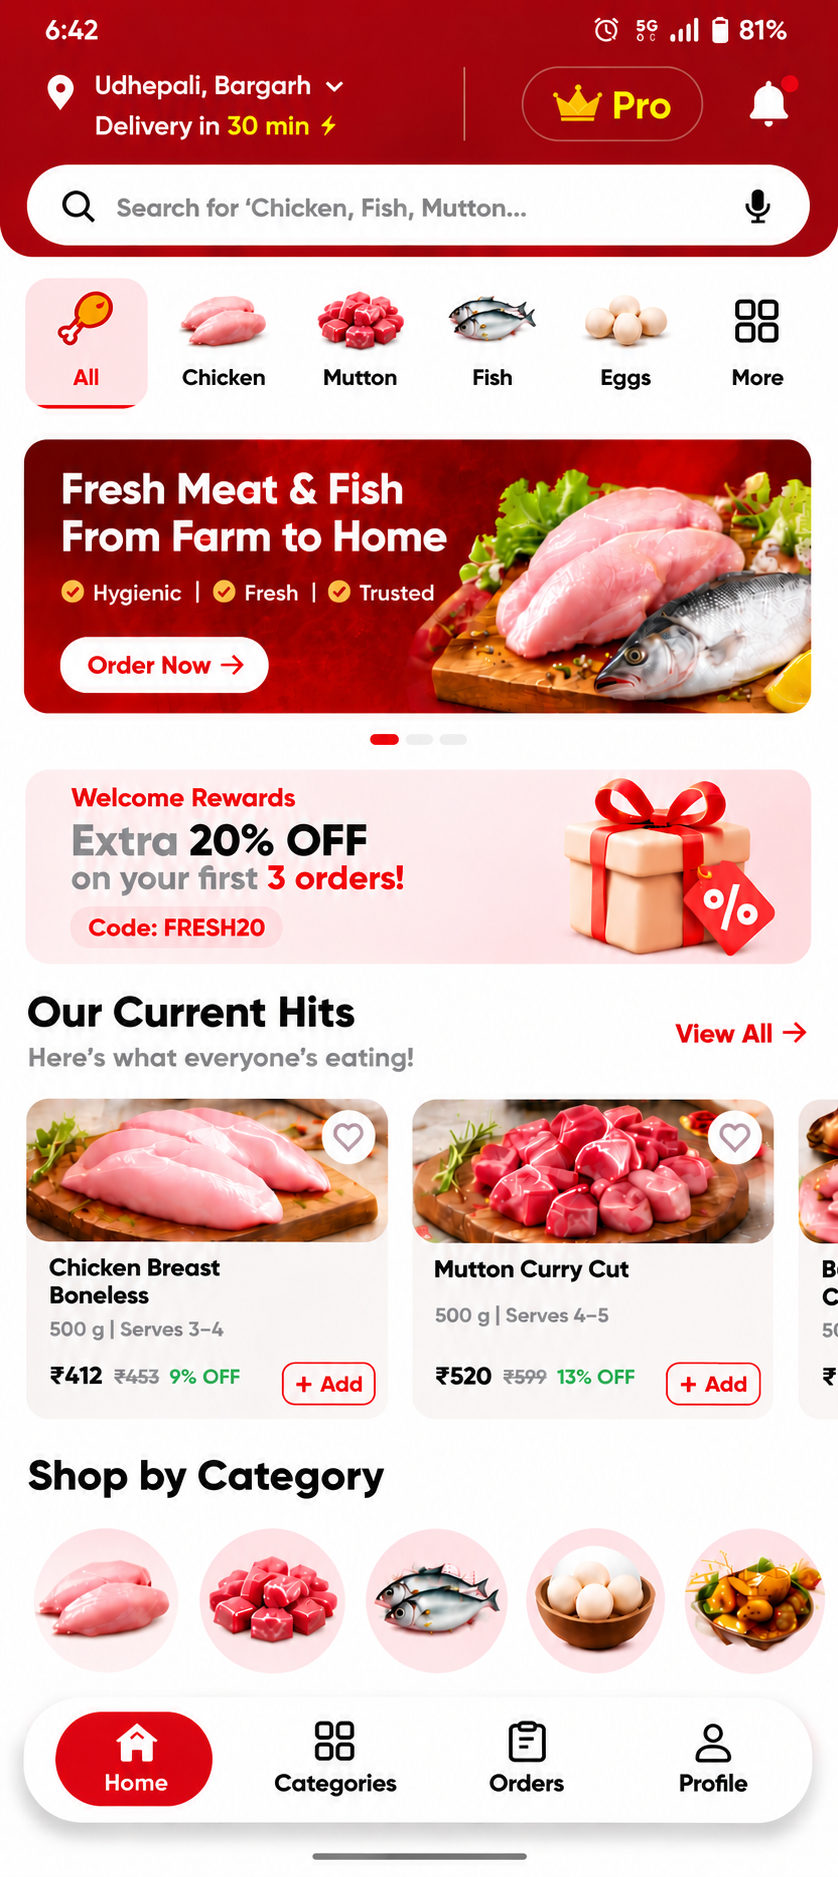 6:42
5G
81%
Udhepali, Bargarh
Delivery in 30 min
Pro
Search for ‘Chicken, Fish, Mutton...
All
Chicken
Mutton
Fish
Eggs
More
Fresh Meat & Fish
From Farm to Home
Hygienic | Fresh | Trusted
Order Now →
Welcome Rewards
Extra 20% OFF
on your first 3 orders!
Code: FRESH20
%
Our Current Hits
View All →
Here’s what everyone’s eating!
Chicken Breast
Boneless
500 g | Serves 3–4
₹412 ₹453 9% OFF
+ Add
Mutton Curry Cut
500 g | Serves 4–5
₹520 ₹599 13% OFF
+ Add
₹
Shop by Category
Home
Categories
Orders
Profile